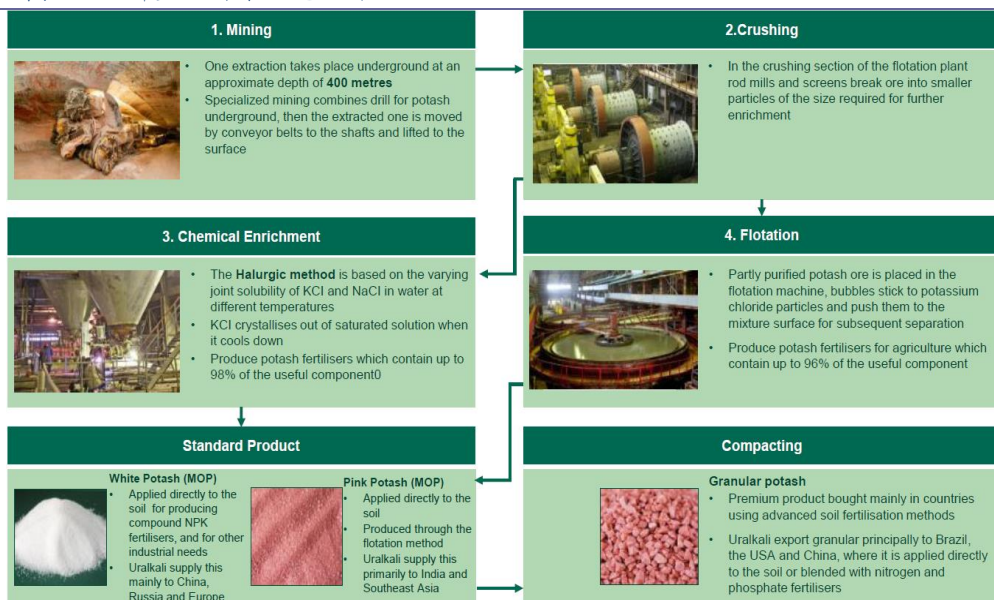 1. Mining
One extraction takes place underground at an
approximate depth of 400 metres
Specialized mining combines drill for potash
underground, then the extracted one is moved
by conveyor belts to the shafts and lifted to the
surface
2.Crushing
In the crushing section of the flotation plant
rod mills and screens break ore into smaller
particles of the size required for further
enrichment
3. Chemical Enrichment
The Halurgic method is based on the varying
joint solubility of KCl and NaCl in water at
different temperatures
KCl crystallises out of saturated solution when
it cools down
Produce potash fertilisers which contain up to
98% of the useful component0
4. Flotation
Partly purified potash ore is placed in the
flotation machine, bubbles stick to potassium
chloride particles and push them to the
mixture surface for subsequent separation
Produce potash fertilisers for agriculture which
contain up to 96% of the useful component
Standard Product
White Potash (MOP)
Applied directly to the
soil for producing
compound NPK
fertilisers, and for other
industrial needs
Uralkali supply this
mainly to China,
Russia and Europe
Pink Potash (MOP)
Applied directly to the
soil
Produced through the
flotation method
Uralkali supply this
primarily to India and
Southeast Asia
Compacting
Granular potash
Premium product bought mainly in countries
using advanced soil fertilisation methods
Uralkali export granular principally to Brazil,
the USA and China, where it is applied directly
to the soil or blended with nitrogen and
phosphate fertilisers